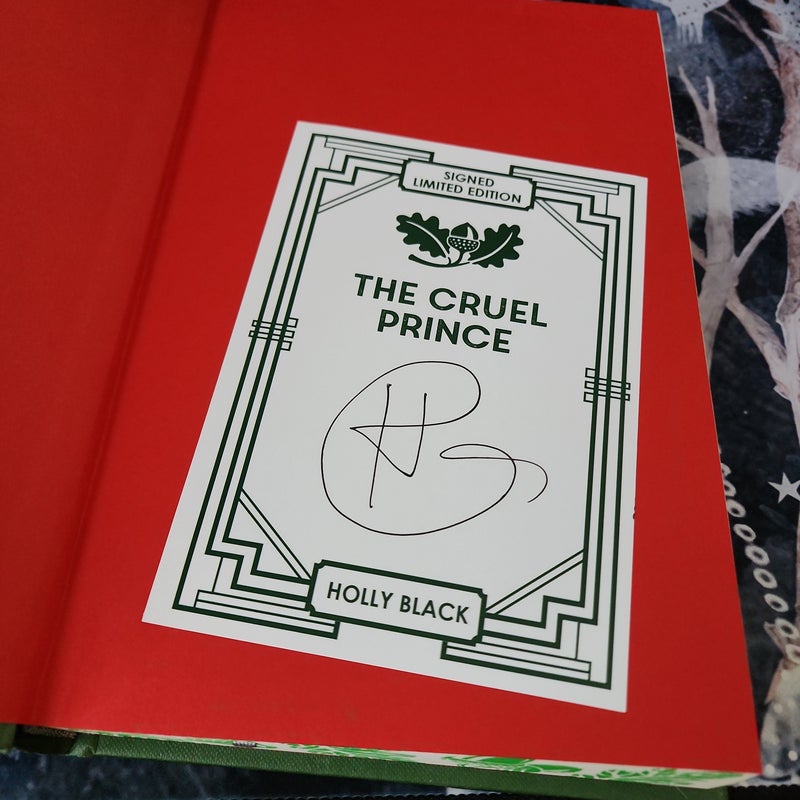 SIGNED
LIMITED EDITION
THE CRUEL
PRINCE
HOLLY BLACK